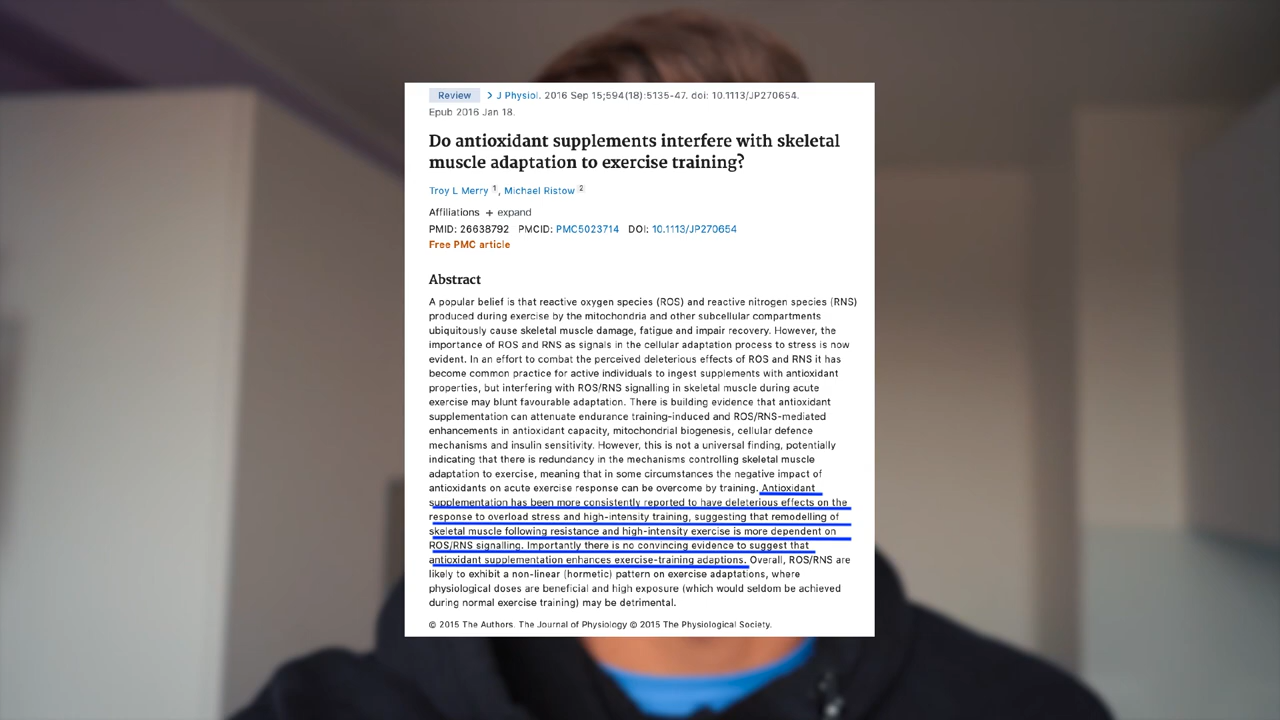 Review > J Physiol. 2016 Sep 15;594(18):5135-47. doi: 10.1113/JP270654.
Epub 2016 Jan 18.
Do antioxidant supplements interfere with skeletal
muscle adaptation to exercise training?
Troy L Merry 1, Michael Ristow 2
Affiliations + expand
PMID: 26638792 PMCID: PMC5023714 DOI: 10.1113/JP270654
Free PMC article
Abstract
A popular belief is that reactive oxygen species (ROS) and reactive nitrogen species (RNS)
produced during exercise by the mitochondria and other subcellular compartments
ubiquitously cause skeletal muscle damage, fatigue and impair recovery. However, the
importance of ROS and RNS as signals in the cellular adaptation process to stress is now
evident. In an effort to combat the perceived deleterious effects of ROS and RNS it has
become common practice for active individuals to ingest supplements with antioxidant
properties, but interfering with ROS/RNS signalling in skeletal muscle during acute
exercise may blunt favourable adaptation. There is building evidence that antioxidant
supplementation can attenuate endurance training-induced and ROS/RNS-mediated
enhancements in antioxidant capacity, mitochondrial biogenesis, cellular defence
mechanisms and insulin sensitivity. However, this is not a universal finding, potentially
indicating that there is redundancy in the mechanisms controlling skeletal muscle
adaptation to exercise, meaning that in some circumstances the negative impact of
antioxidants on acute exercise response can be overcome by training. Antioxidant
supplementation has been more consistently reported to have deleterious effects on the
response to overload stress and high-intensity training, suggesting that remodelling of
skeletal muscle following resistance and high-intensity exercise is more dependent on
ROS/RNS signalling. Importantly there is no convincing evidence to suggest that
antioxidant supplementation enhances exercise-training adaptions. Overall, ROS/RNS are
likely to exhibit a non-linear (hormetic) pattern on exercise adaptations, where
physiological doses are beneficial and high exposure (which would seldom be achieved
during normal exercise training) may be detrimental.
© 2015 The Authors. The Journal of Physiology © 2015 The Physiological Society.